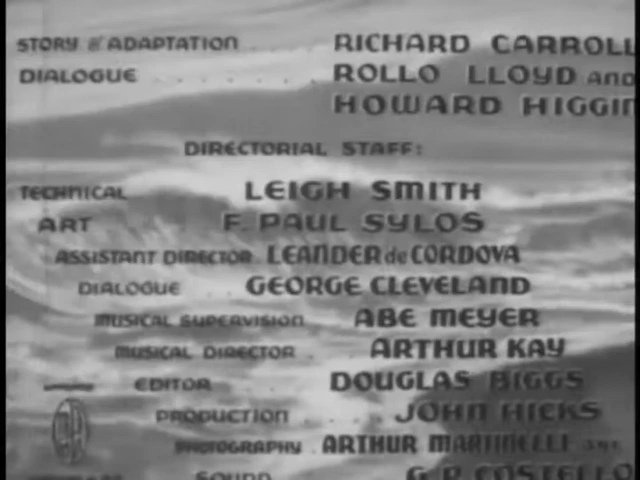 STORY & ADAPTATION . . . . RICHARD CARROLL
DIALOGUE . . . . . ROLLO LLOYD AND
HOWARD HIGGIN
DIRECTORIAL STAFF:
TECHNICAL LEIGH SMITH
ART F. PAUL SYLOS
ASSISTANT DIRECTOR . LEANDER de CORDOVA
DIALOGUE . . GEORGE CLEVELAND
MUSICAL SUPERVISION ABE MEYER
MUSICAL DIRECTOR . ARTHUR KAY
EDITOR DOUGLAS BIGGS
PRODUCTION . . . . JOHN HICKS
PHOTOGRAPHY . ARTHUR MARTINELLI
SOUND G. P. COSTELLO